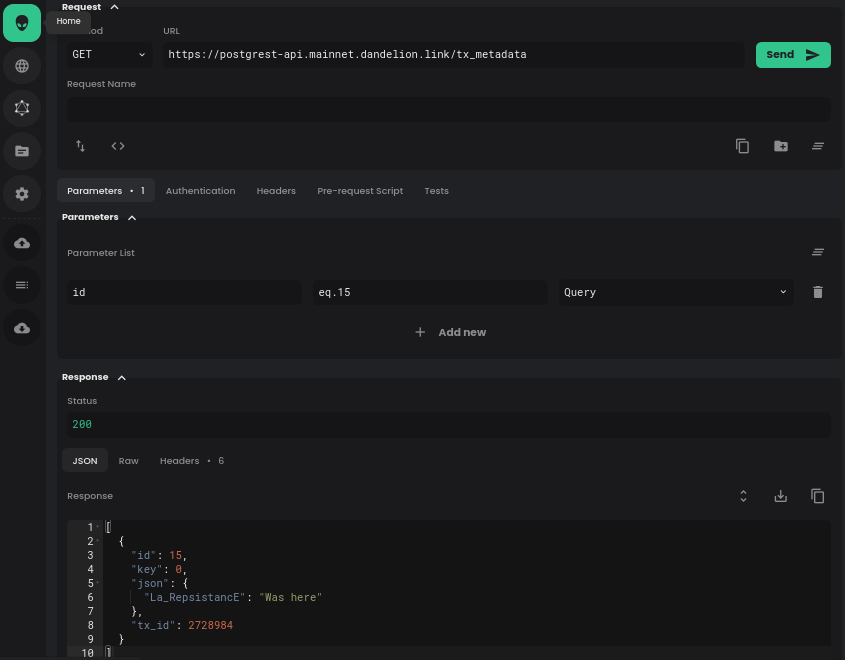 Request
Home
URL
GET
https://postgrest-api.mainnet.dandelion.link/tx_metadata
Send
Request Name
Parameters • 1 Authentication Headers Pre-request Script Tests
Parameters
Parameter List
id eq.15 Query
Add new
Response
Status
200
JSON Raw Headers • 6
Response
1 [
2 {
3 "id": 15,
4 "key": 0,
5 "json": {
6 "La_RepsistancE": "Was here"
7 },
8 "tx_id": 2728984
9 }
10 ]